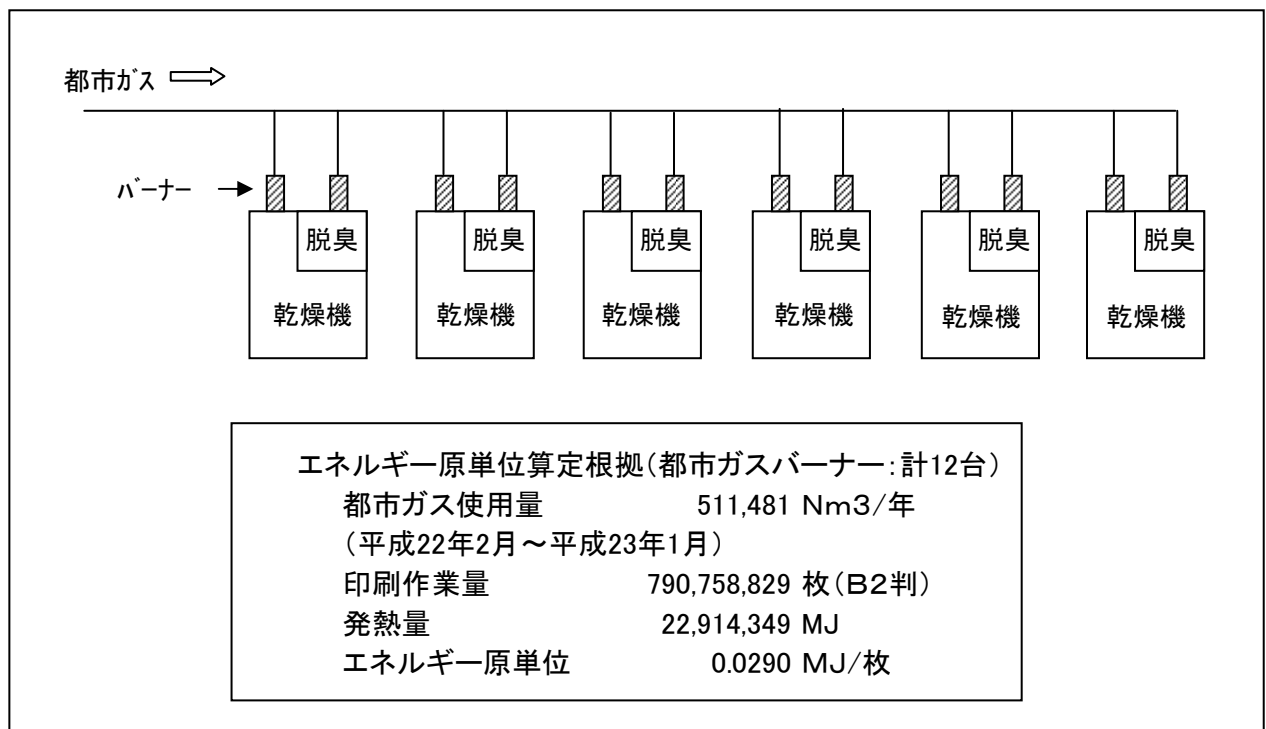 都市ｶﾞｽ
ﾊﾞｰﾅｰ
脱臭 脱臭 脱臭 脱臭 脱臭 脱臭
乾燥機 乾燥機 乾燥機 乾燥機 乾燥機 乾燥機
エネルギー原単位算定根拠(都市ガスバーナー:計12台)
都市ガス使用量 511,481 Ｎｍ３/年
（平成22年2月～平成23年1月）
印刷作業量 790,758,829 枚(Ｂ２判)
発熱量 22,914,349 MJ
エネルギー原単位 0.0290 ＭＪ/枚